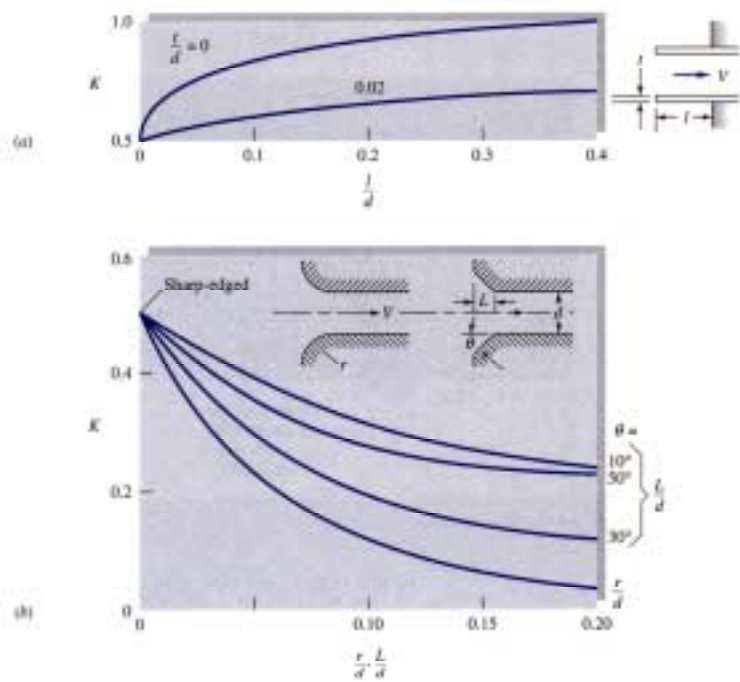 1.0
t/d = 0
K
0.02
t
V
l
(a)
0.5
0 0.1 0.2 0.3 0.4
l/d
0.6
Sharp-edged
V
L
d
θ
r
0.4
K
θ =
10°
50°
L/d
0.2
30°
r/d
(b)
0
0 0.10 0.15 0.20
r/d, L/d